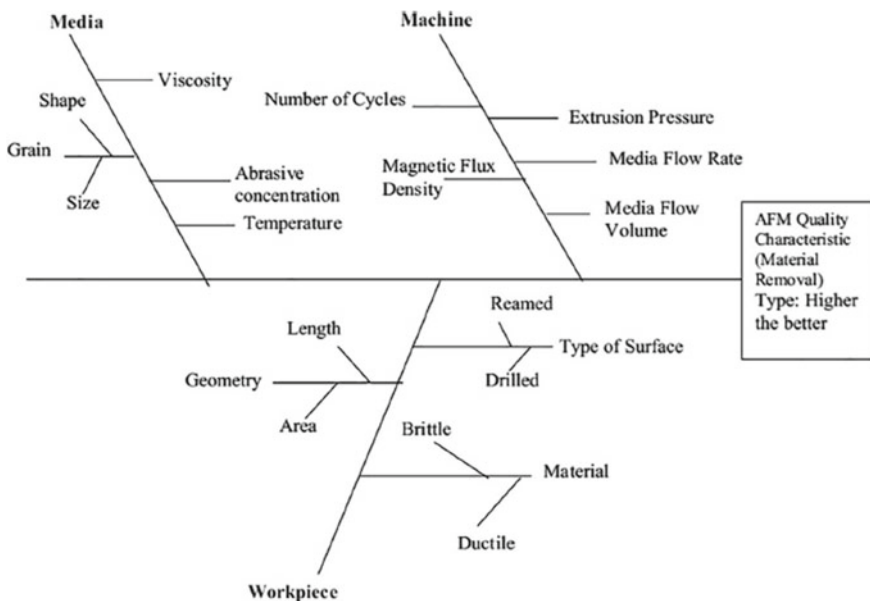 Media
Machine
Viscosity
Shape
Number of Cycles
Extrusion Pressure
Grain
Media Flow Rate
Magnetic Flux
Density
Abrasive
concentration
Size
Temperature
Media Flow
Volume
AFM Quality
Characteristic
(Material
Removal)
Type: Higher
the better
Reamed
Length
Type of Surface
Geometry
Drilled
Area
Brittle
Material
Ductile
Workpiece